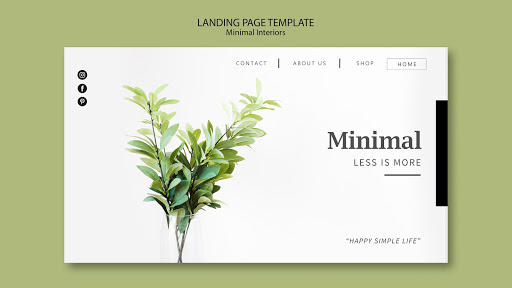 LANDING PAGE TEMPLATE
Minimal Interiors
CONTACT | ABOUT US | SHOP | HOME
Minimal
LESS IS MORE
“HAPPY SIMPLE LIFE”